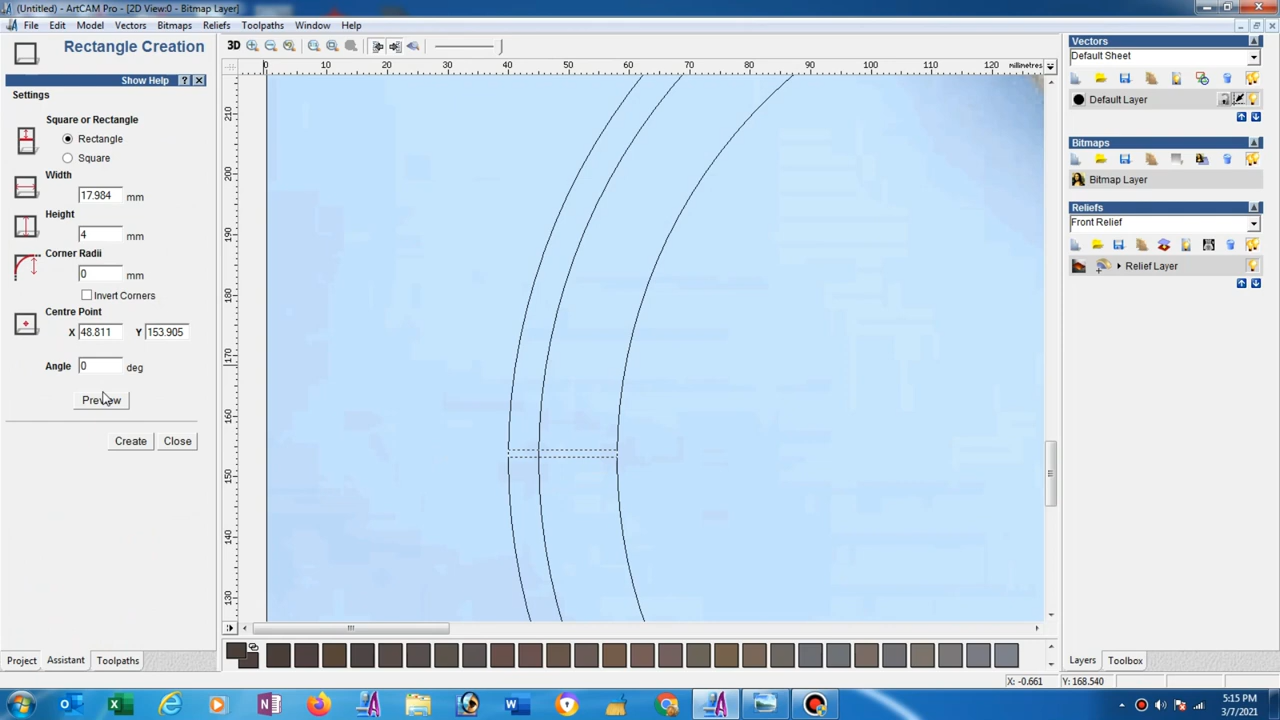 (Untitled) - ArtCAM Pro - [2D View:0 - Bitmap Layer]
File Edit Model Vectors Bitmaps Reliefs Toolpaths Window Help
Rectangle Creation
Show Help ?
Settings
Square or Rectangle
Rectangle
Square
Width
17.984 mm
Height
4 mm
Corner Radii
0 mm
Invert Corners
Centre Point
X 48.811 Y 153.905
Angle 0 deg
Preview
Create Close
Project Assistant Toolpaths
3D
0 10 20 30 40 50 60 70 80 90 100 110 120 millimetres
210
200
190
180
170
160
150
140
130
Vectors
Default Sheet
Default Layer
Bitmaps
Bitmap Layer
Reliefs
Front Relief
Relief Layer
Layers Toolbox
X: -0.661 Y: 168.540
5:15 PM
3/7/2021